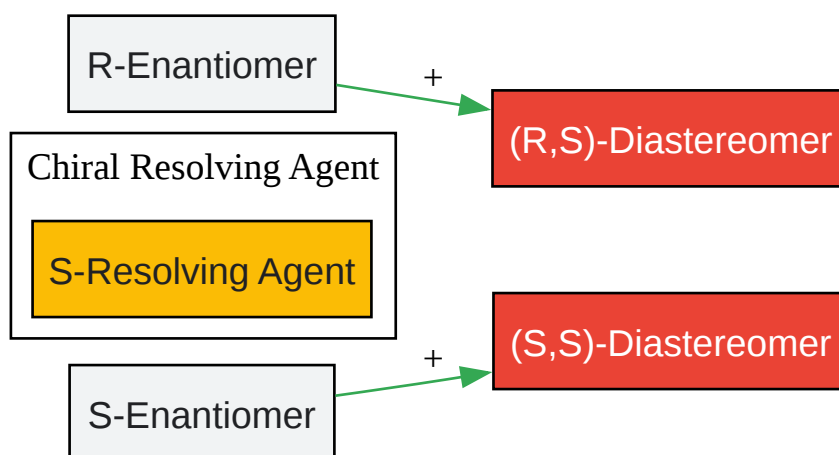 R-Enantiomer
+
(R,S)-Diastereomer
Chiral Resolving Agent
S-Resolving Agent
(S,S)-Diastereomer
+
S-Enantiomer